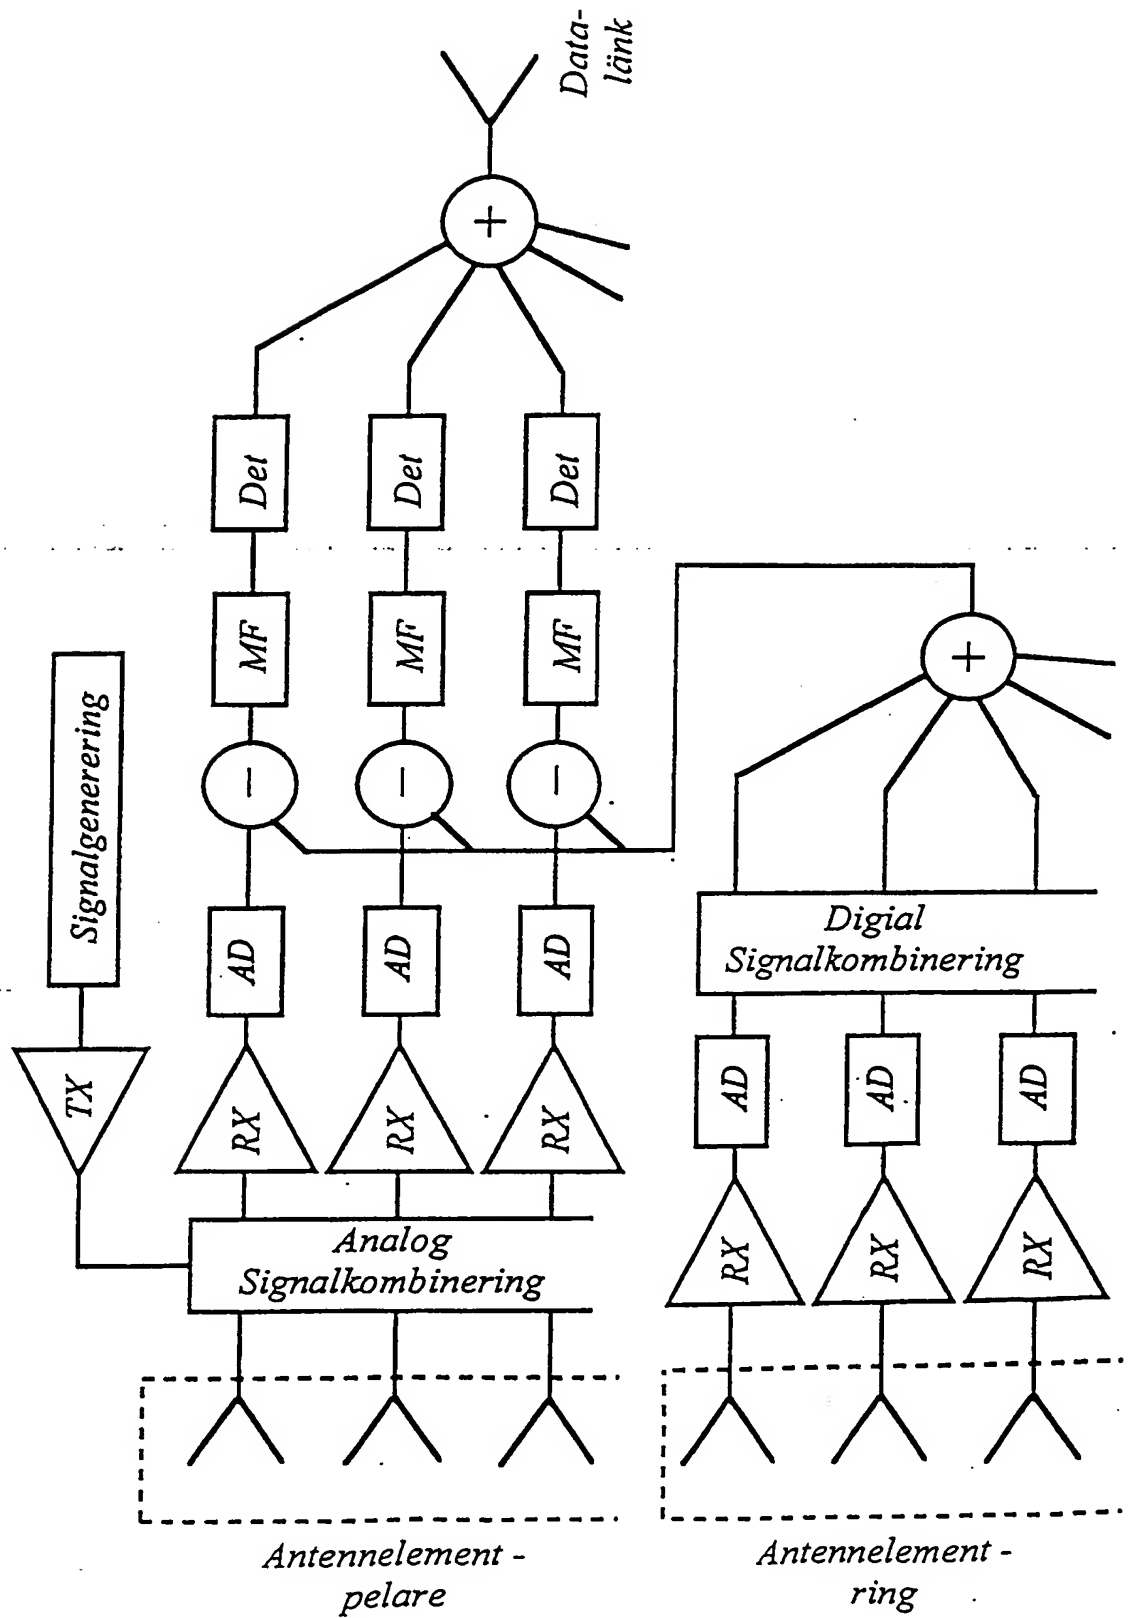 Data-
länk
+
Det
Det
Det
MF
MF
MF
Signalgenerering
−
−
−
+
AD
AD
AD
Digial
Signalkombinering
TX
RX
RX
RX
AD
AD
AD
Analog
Signalkombinering
RX
RX
RX
Antennelement -
pelare
Antennelement -
ring